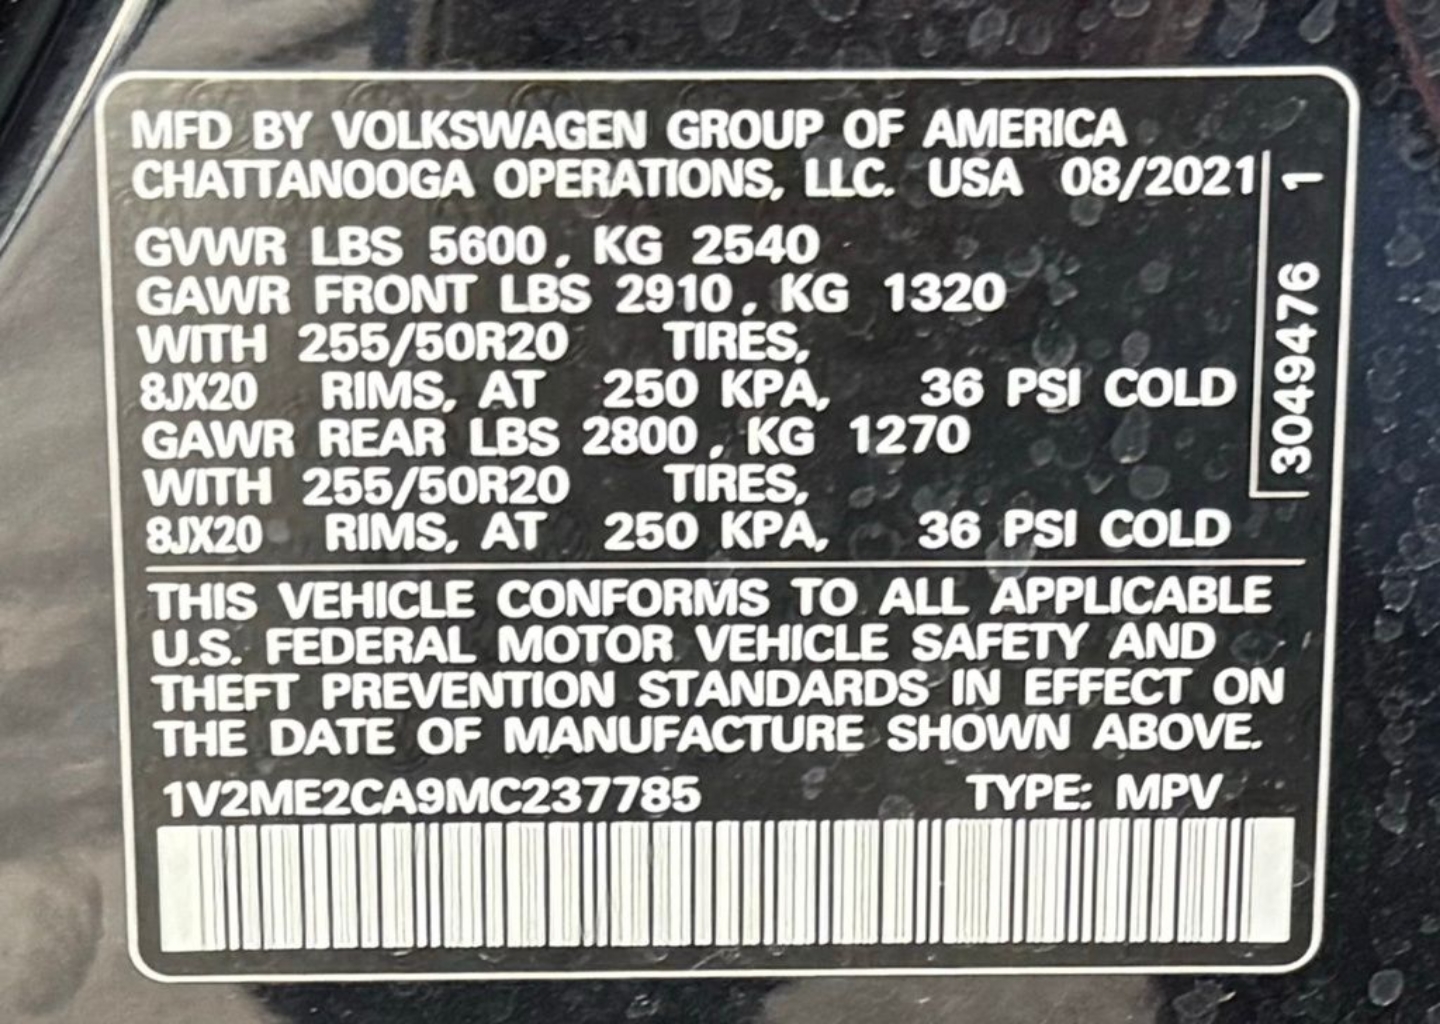 MFD BY VOLKSWAGEN GROUP OF AMERICA
CHATTANOOGA OPERATIONS, LLC. USA 08/2021
GVWR LBS 5600, KG 2540
GAWR FRONT LBS 2910, KG 1320
WITH 255/50R20 TIRES,
8JX20 RIMS, AT 250 KPA, 36 PSI COLD
GAWR REAR LBS 2800, KG 1270
WITH 255/50R20 TIRES,
8JX20 RIMS, AT 250 KPA, 36 PSI COLD
3049476 1
THIS VEHICLE CONFORMS TO ALL APPLICABLE
U.S. FEDERAL MOTOR VEHICLE SAFETY AND
THEFT PREVENTION STANDARDS IN EFFECT ON
THE DATE OF MANUFACTURE SHOWN ABOVE.
1V2ME2CA9MC237785 TYPE: MPV